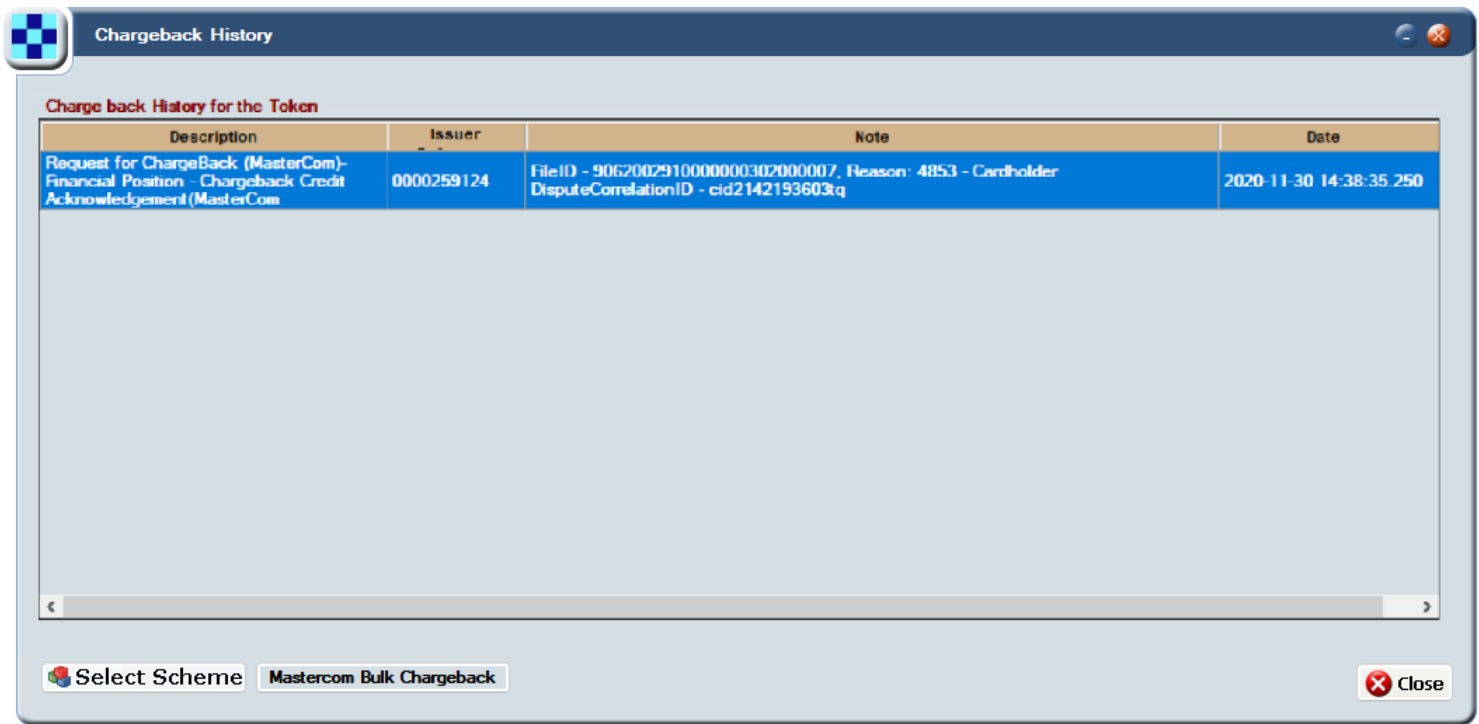 Chargeback History
Charge back History for the Token
Description
Issuer
Note
Date
Request for ChargeBack (MasterCom)-
Financial Position - Chargeback Credit
Acknowledgement(MasterCom
0000259124
FileID - 9062002910000000302000007, Reason: 4853 - Cardholder
DisputeCorrelationID - cid2142193603tq
2020-11-30 14:38:35.250
Select Scheme
Mastercom Bulk Chargeback
Close